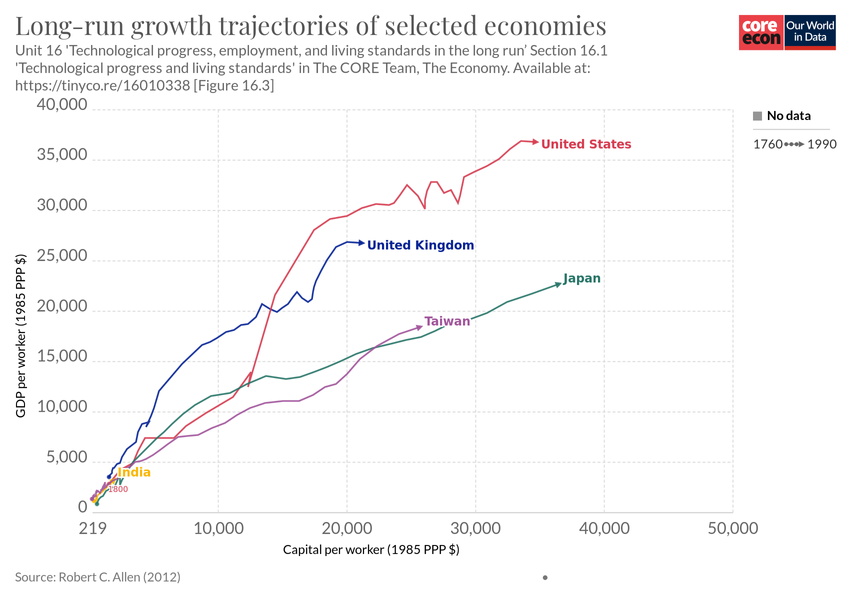 Long-run growth trajectories of selected economies
Unit 16 'Technological progress, employment, and living standards in the long run' Section 16.1
'Technological progress and living standards' in The CORE Team, The Economy. Available at:
https://tinyco.re/16010338 [Figure 16.3]
core
econ
Our World
in Data
No data
1760 1990
40,000
35,000
30,000
25,000
20,000
15,000
10,000
5,000
0
GDP per worker (1985 PPP $)
United States
United Kingdom
Japan
Taiwan
India
1800
219
10,000
20,000
30,000
40,000
50,000
Capital per worker (1985 PPP $)
Source: Robert C. Allen (2012)